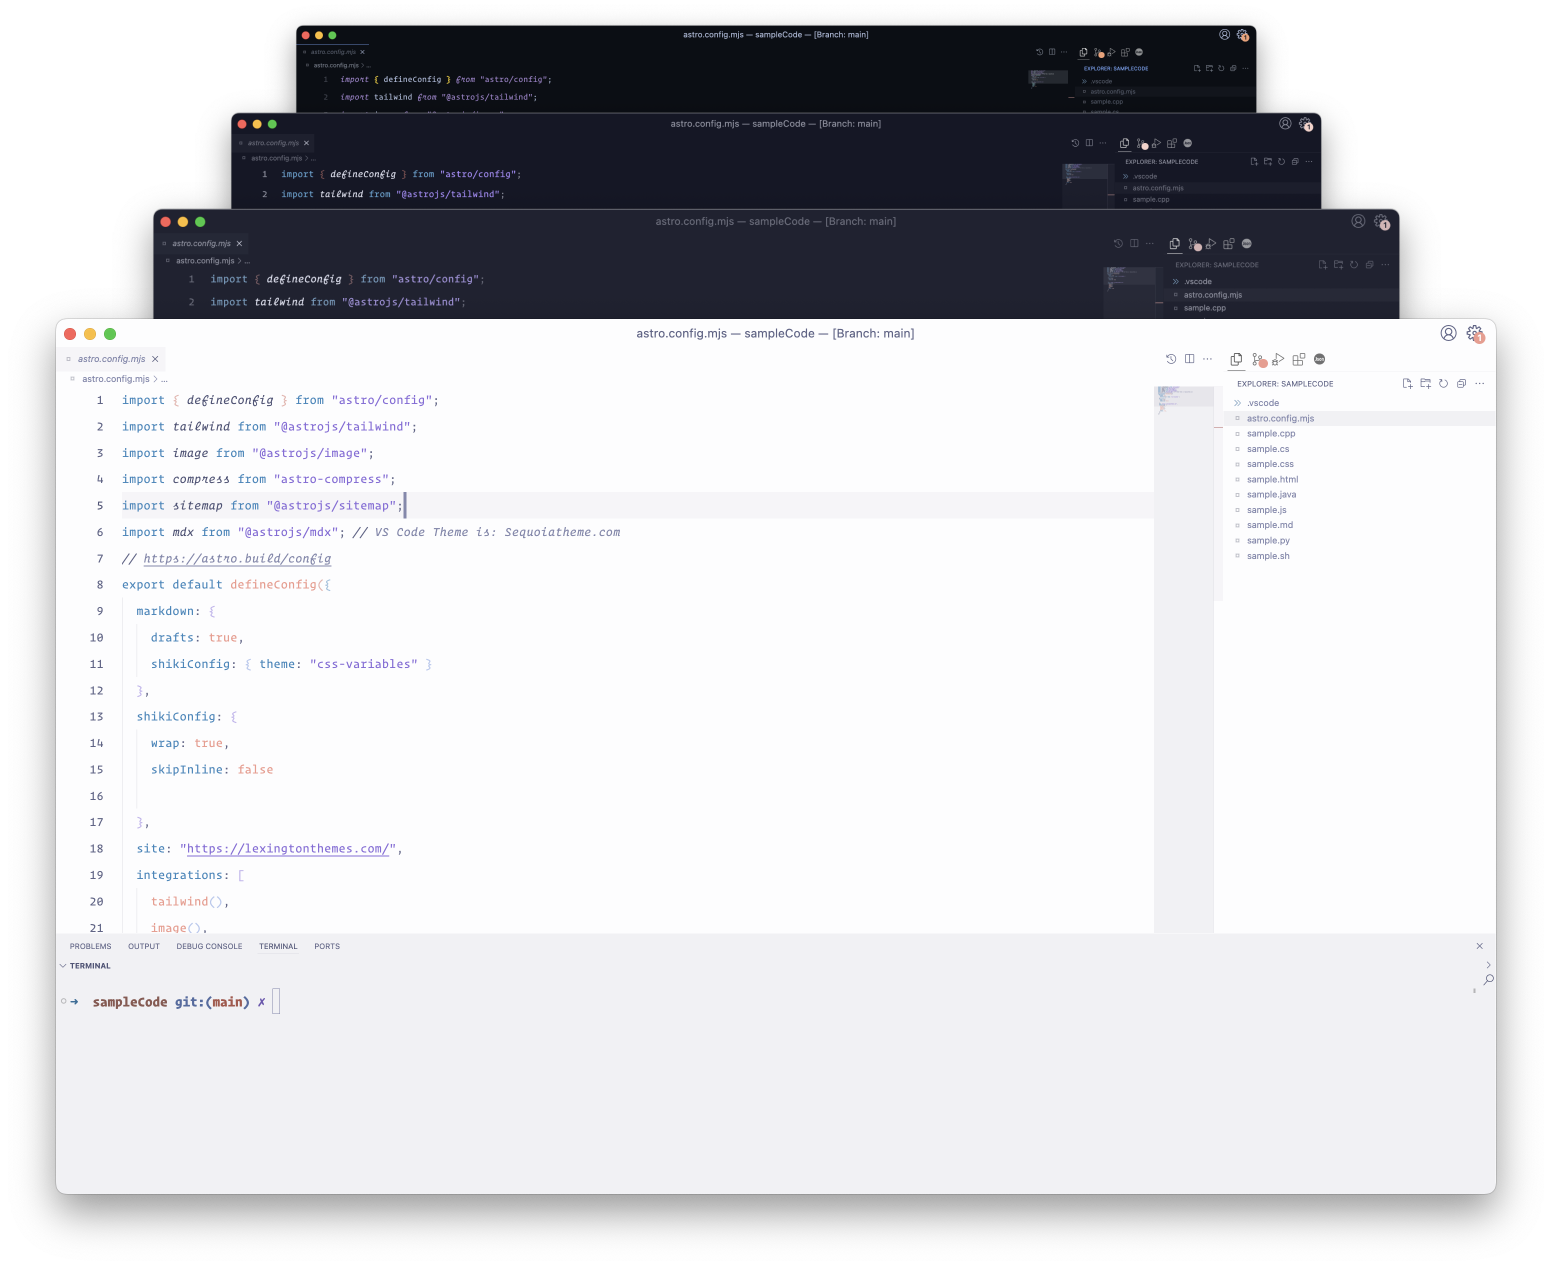 astro.config.mjs — sampleCode — [Branch: main]
1
astro.config.mjs
astro.config.mjs > ...
1 import { defineConfig } from "astro/config";
2 import tailwind from "@astrojs/tailwind";
EXPLORER: SAMPLECODE
.vscode
astro.config.mjs
sample.cpp
astro.config.mjs — sampleCode — [Branch: main]
1
astro.config.mjs
astro.config.mjs > ...
1 import { defineConfig } from "astro/config";
2 import tailwind from "@astrojs/tailwind";
EXPLORER: SAMPLECODE
.vscode
astro.config.mjs
sample.cpp
astro.config.mjs — sampleCode — [Branch: main]
1
astro.config.mjs
astro.config.mjs > ...
1 import { defineConfig } from "astro/config";
2 import tailwind from "@astrojs/tailwind";
EXPLORER: SAMPLECODE
.vscode
astro.config.mjs
sample.cpp
astro.config.mjs — sampleCode — [Branch: main]
1
astro.config.mjs
astro.config.mjs > ...
1 import { defineConfig } from "astro/config";
2 import tailwind from "@astrojs/tailwind";
3 import image from "@astrojs/image";
4 import compress from "astro-compress";
5 import sitemap from "@astrojs/sitemap";
6 import mdx from "@astrojs/mdx"; // VS Code Theme is: Sequoiatheme.com
7 // https://astro.build/config
8 export default defineConfig({
9 markdown: {
10 drafts: true,
11 shikiConfig: { theme: "css-variables" }
12 },
13 shikiConfig: {
14 wrap: true,
15 skipInline: false
16
17 },
18 site: "https://lexingtonthemes.com/",
19 integrations: [
20 tailwind(),
21 image(),
EXPLORER: SAMPLECODE
.vscode
astro.config.mjs
sample.cpp
sample.cs
sample.css
sample.html
sample.java
sample.js
sample.md
sample.py
sample.sh
PROBLEMS OUTPUT DEBUG CONSOLE TERMINAL PORTS
TERMINAL
➜ sampleCode git:(main) ✗